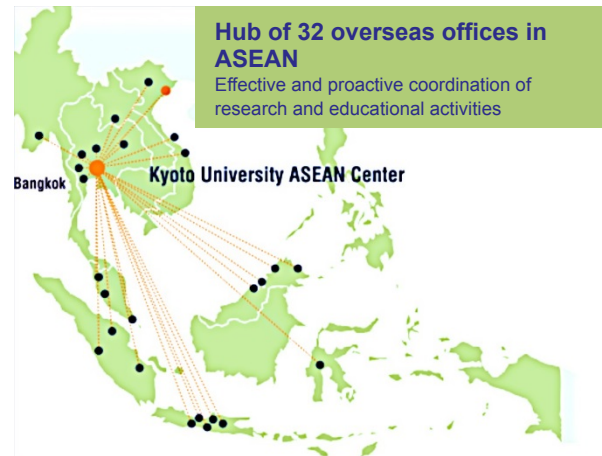 Hub of 32 overseas offices in
ASEAN
Effective and proactive coordination of
research and educational activities
Kyoto University ASEAN Center
Bangkok